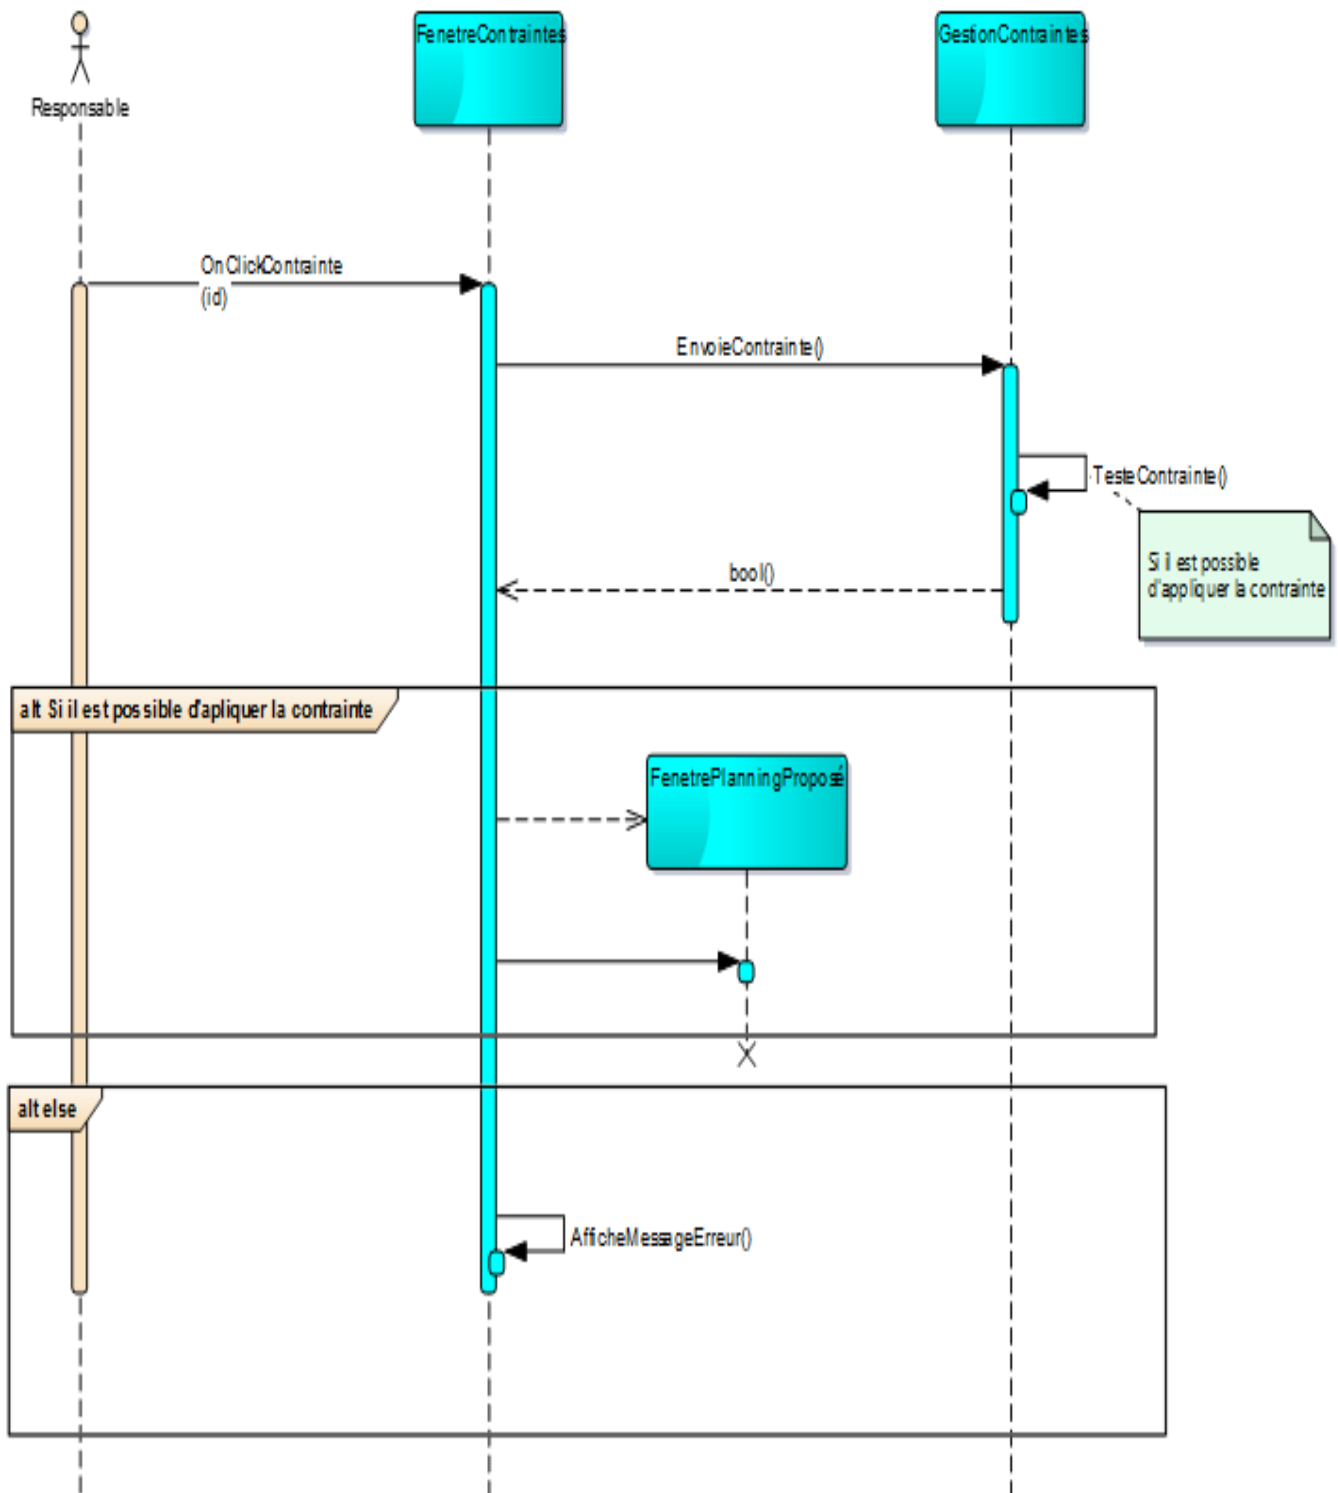 FenetreContraintes
GestionContraintes
Responsable
OnClickContrainte
(id)
EnvoieContrainte()
TesteContrainte()
Si il est possible
d'appliquer la contrainte
bool()
alt Si il est possible d'apliquer la contrainte
FenetrePlanningProposé
alt else
AfficheMessageErreur()